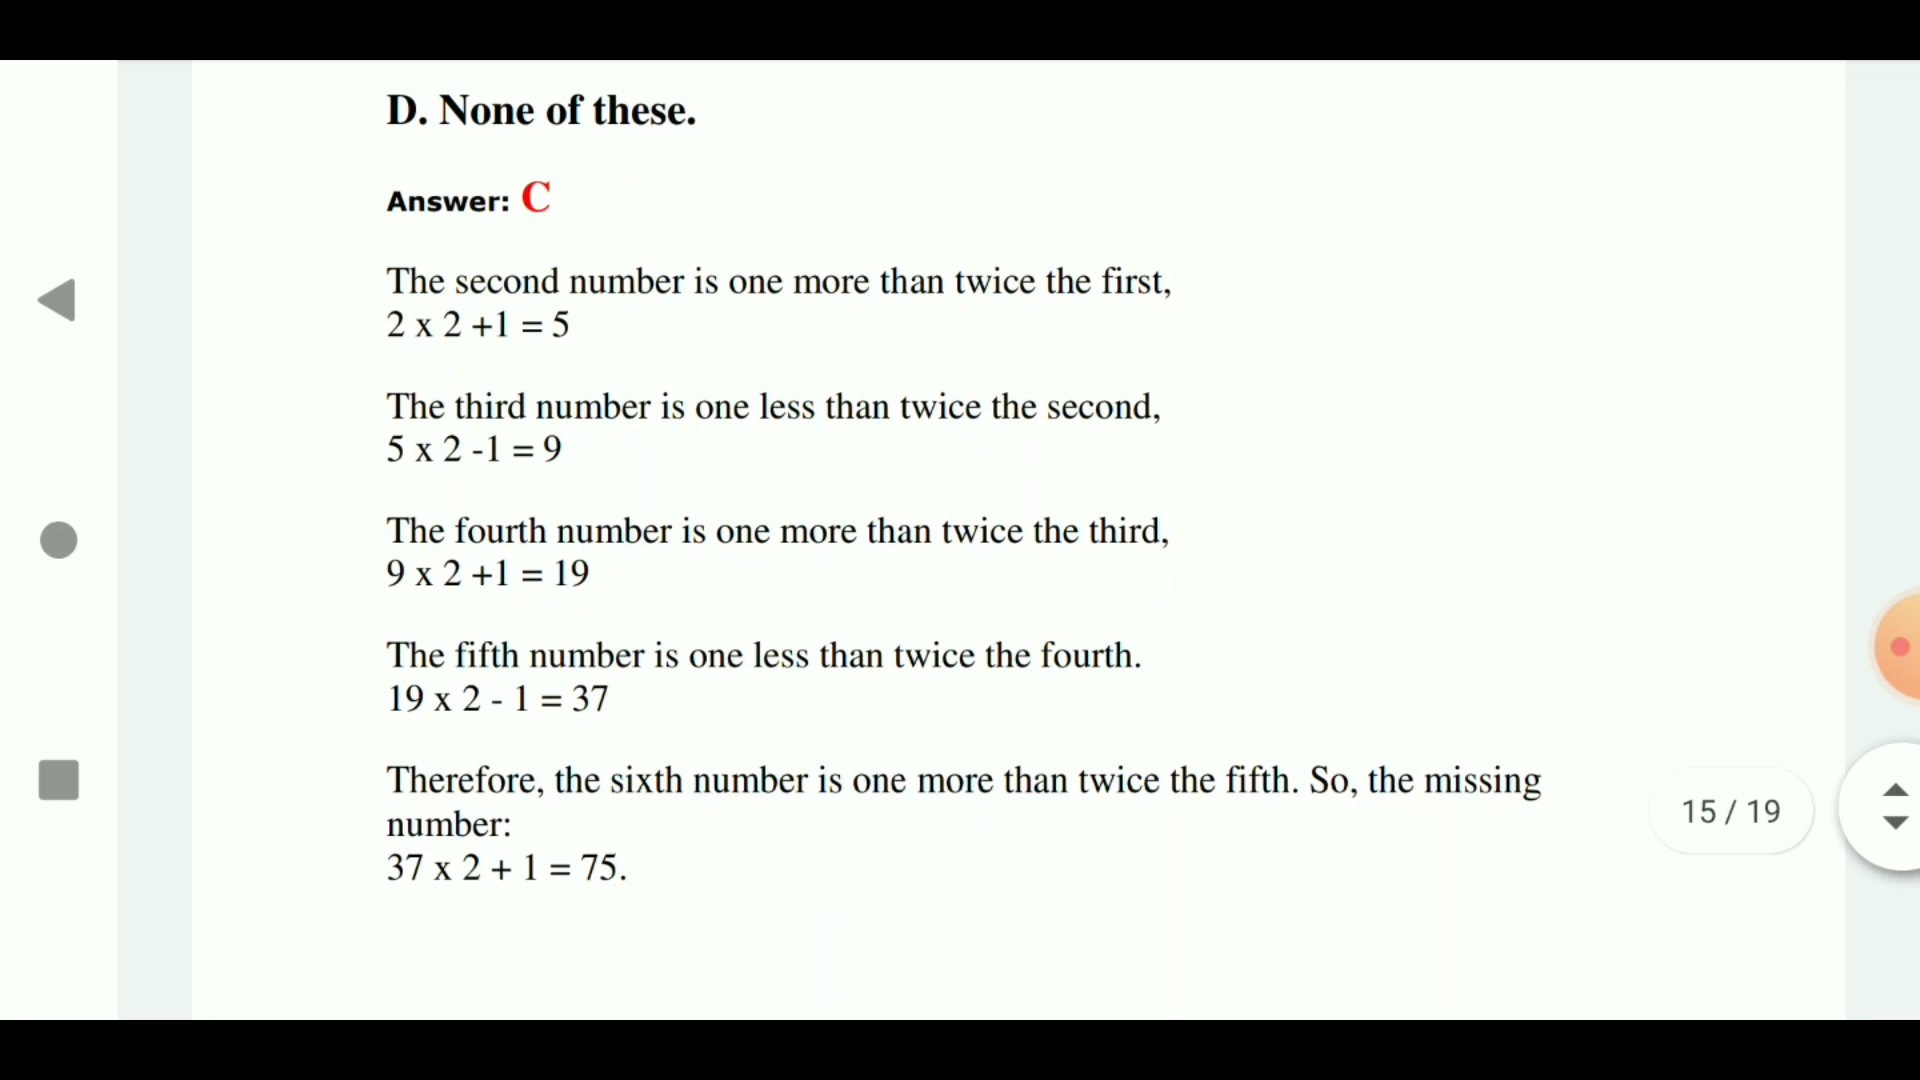 D. None of these.
Answer: C
The second number is one more than twice the first,
2 x 2 +1 = 5
The third number is one less than twice the second,
5 x 2 -1 = 9
The fourth number is one more than twice the third,
9 x 2 +1 = 19
The fifth number is one less than twice the fourth.
19 x 2 - 1 = 37
Therefore, the sixth number is one more than twice the fifth. So, the missing
number:
37 x 2 + 1 = 75.
15 / 19